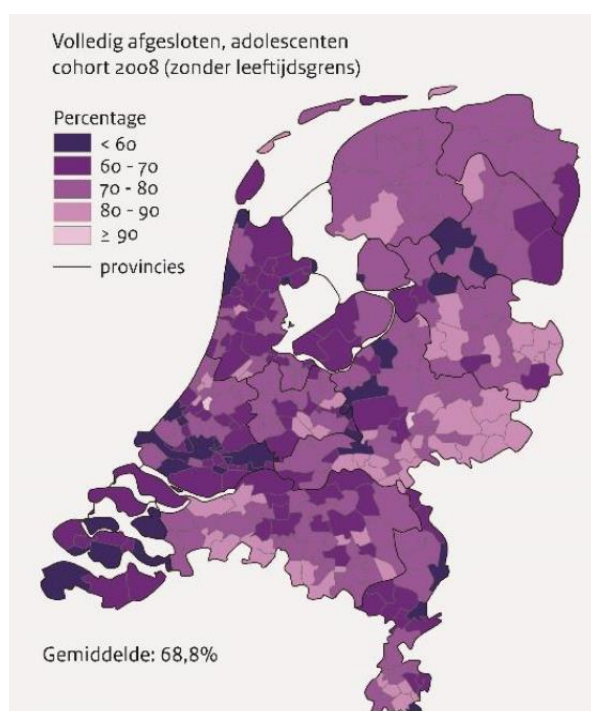 Volledig afgesloten, adolescenten
cohort 2008 (zonder leeftijdsgrens)
Percentage
< 60
60 - 70
70 - 80
80 - 90
≥ 90
provincies
Gemiddelde: 68,8%